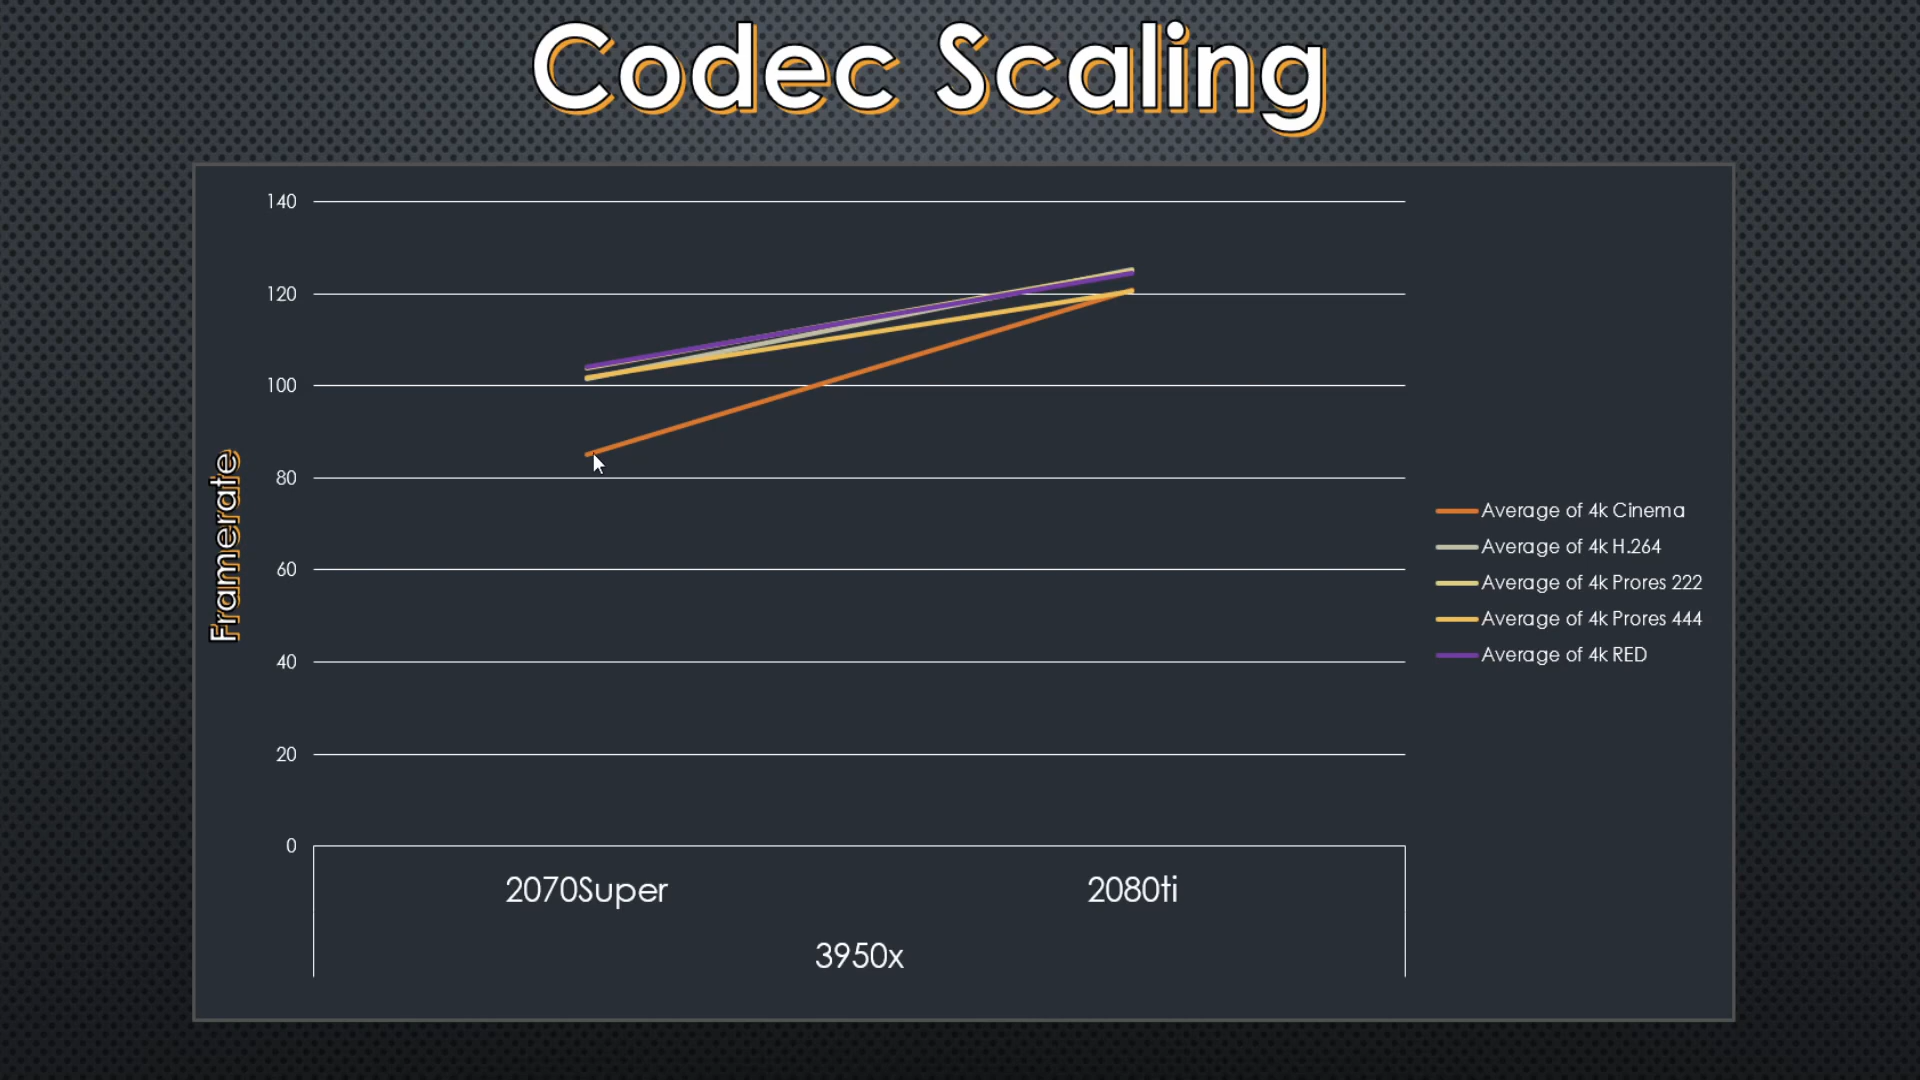 Codec Scaling
140
120
100
80
60
40
20
0
Framerate
2070Super
2080ti
3950x
Average of 4k Cinema
Average of 4k H.264
Average of 4k Prores 222
Average of 4k Prores 444
Average of 4k RED